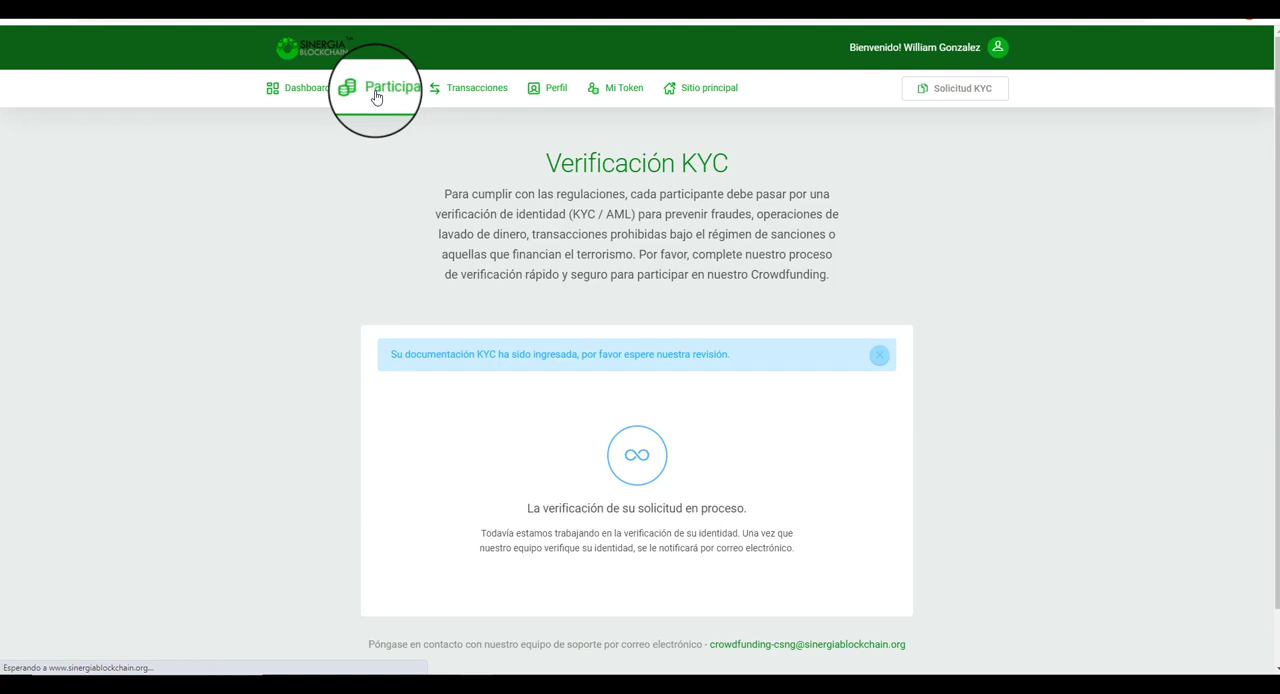 SINERGIA
BLOCKCHAIN
Bienvenido! William Gonzalez
Dashboard Participa Transacciones Perfil Mi Token Sitio principal Solicitud KYC
Verificación KYC
Para cumplir con las regulaciones, cada participante debe pasar por una
verificación de identidad (KYC / AML) para prevenir fraudes, operaciones de
lavado de dinero, transacciones prohibidas bajo el régimen de sanciones o
aquellas que financian el terrorismo. Por favor, complete nuestro proceso
de verificación rápido y seguro para participar en nuestro Crowdfunding.
Su documentación KYC ha sido ingresada, por favor espere nuestra revisión.
La verificación de su solicitud en proceso.
Todavía estamos trabajando en la verificación de su identidad. Una vez que
nuestro equipo verifique su identidad, se le notificará por correo electrónico.
Póngase en contacto con nuestro equipo de soporte por correo electrónico - crowdfunding-csng@sinergiablockchain.org
Esperando a www.sinergiablockchain.org...